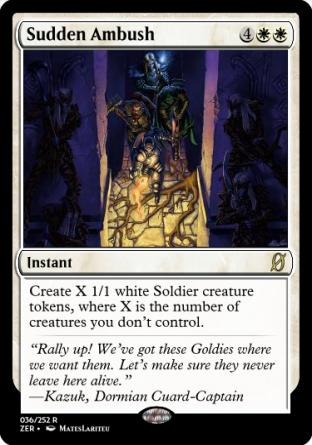 Sudden Ambush 4
Instant
Create X 1/1 white Soldier creature
tokens, where X is the number of
creatures you don't control.
“Rally up! We've got these Goldies where
we want them. Let's make sure they never
leave here alive.”
—Kazuk, Dormian Cuard-Captain
036/252 R
ZER • MatesLariteu